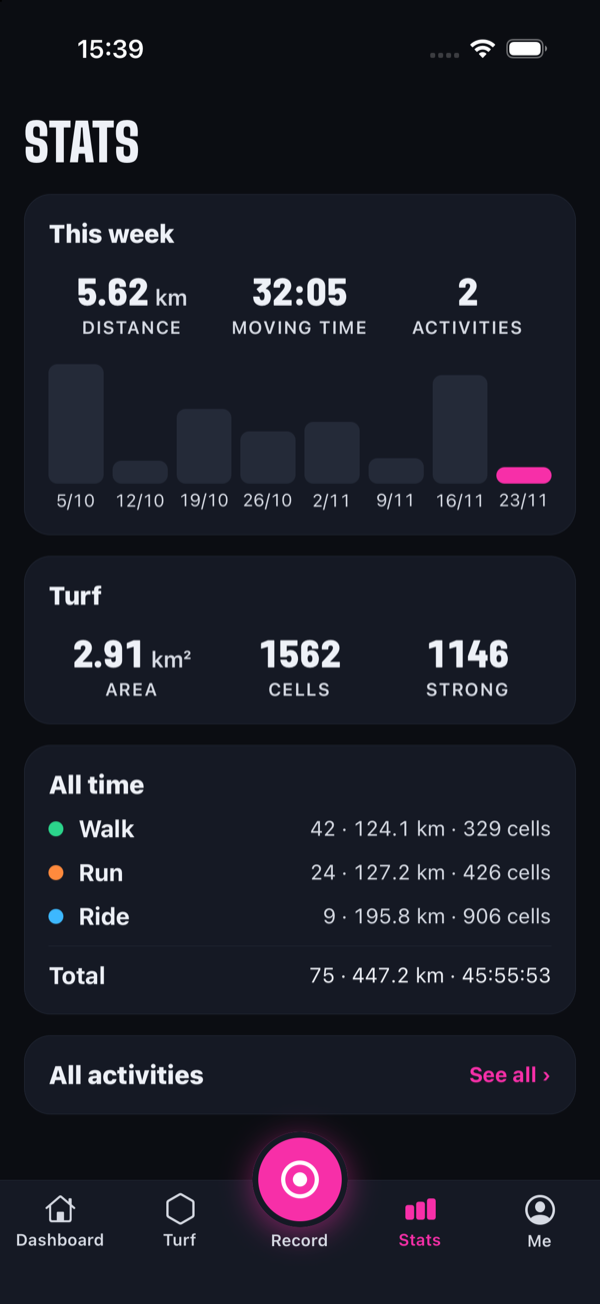 15:39
STATS
This week
5.62 km 32:05 2
DISTANCE MOVING TIME ACTIVITIES
5/10 12/10 19/10 26/10 2/11 9/11 16/11 23/11
Turf
2.91 km² 1562 1146
AREA CELLS STRONG
All time
Walk 42 · 124.1 km · 329 cells
Run 24 · 127.2 km · 426 cells
Ride 9 · 195.8 km · 906 cells
Total 75 · 447.2 km · 45:55:53
All activities See all ›
Dashboard Turf Record Stats Me